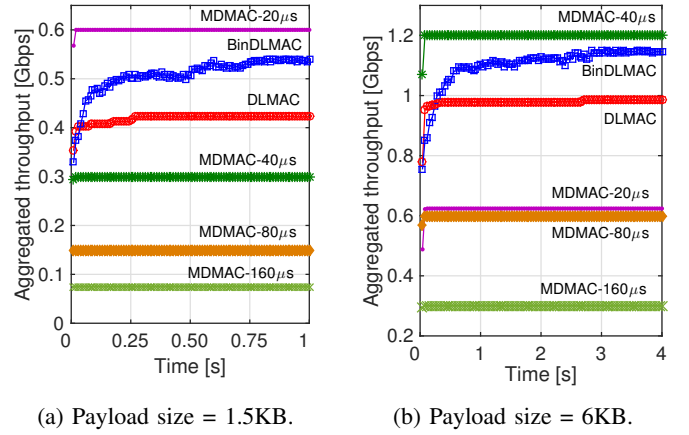 MDMAC-20μs
BinDLMAC
DLMAC
MDMAC-40μs
MDMAC-80μs
MDMAC-160μs
Aggregated throughput [Gbps]
0.6
0.5
0.4
0.3
0.2
0.1
0
0 0.25 0.50 0.75 1
Time [s]
(a) Payload size = 1.5KB.
MDMAC-40μs
BinDLMAC
DLMAC
MDMAC-20μs
MDMAC-80μs
MDMAC-160μs
Aggregated throughput [Gbps]
1.2
1
0.8
0.6
0.4
0.2
0 1 2 3 4
Time [s]
(b) Payload size = 6KB.